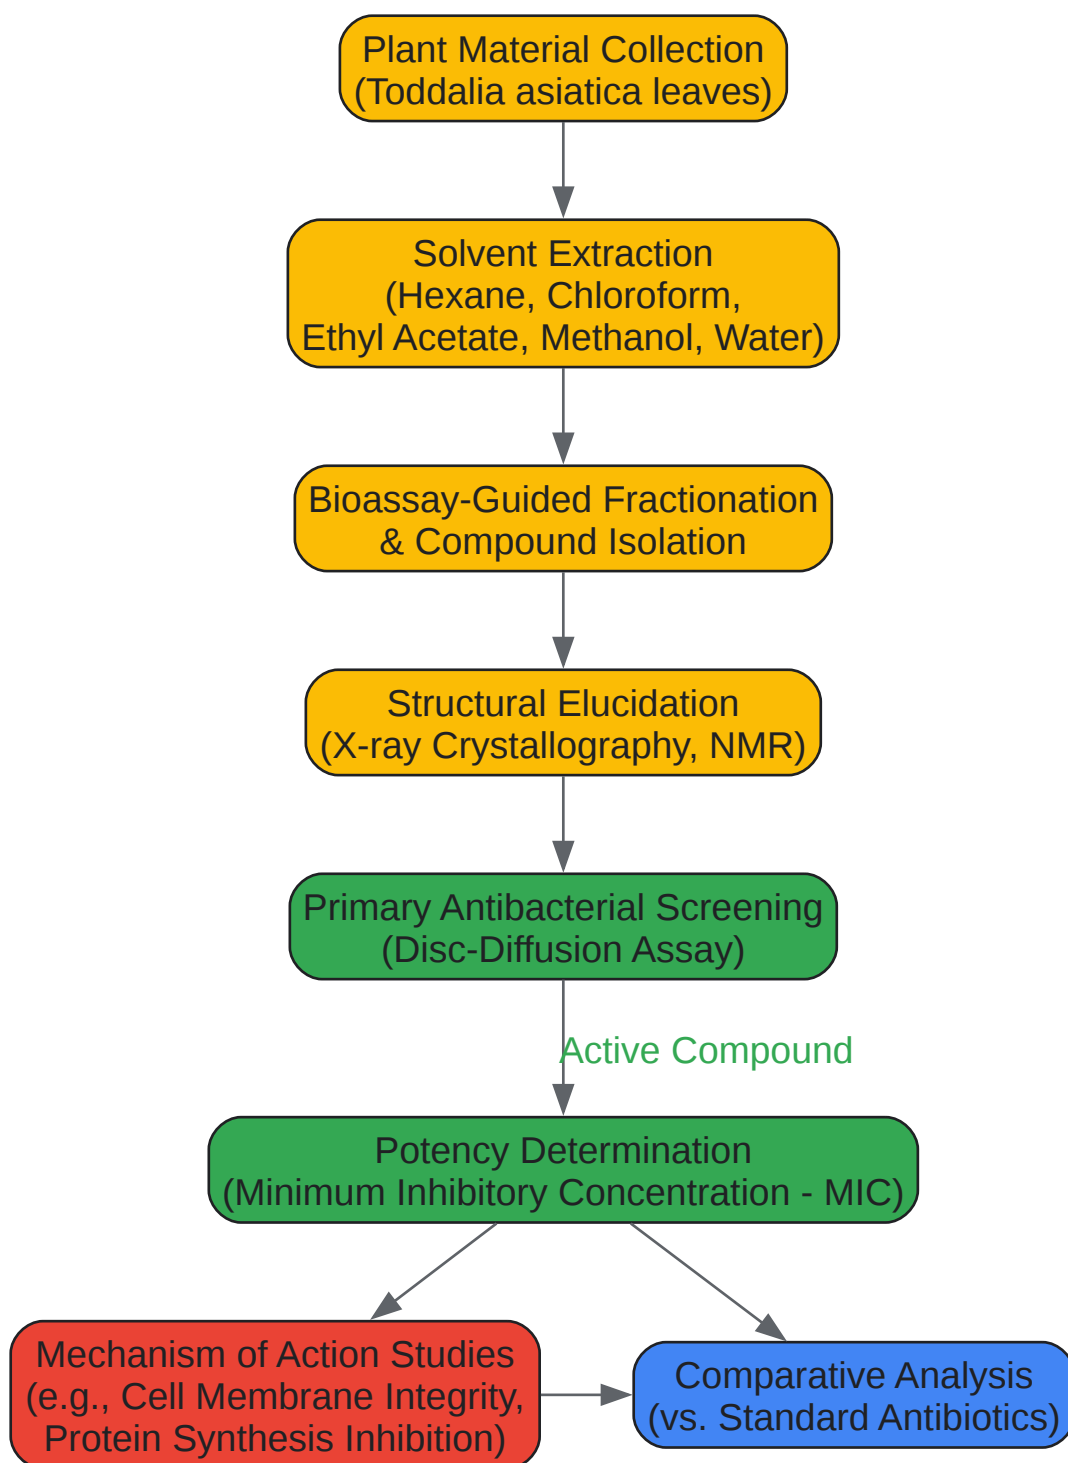 Plant Material Collection
(Toddalia asiatica leaves)
Solvent Extraction
(Hexane, Chloroform,
Ethyl Acetate, Methanol, Water)
Bioassay-Guided Fractionation
& Compound Isolation
Structural Elucidation
(X-ray Crystallography, NMR)
Primary Antibacterial Screening
(Disc-Diffusion Assay)
Active Compound
Potency Determination
(Minimum Inhibitory Concentration - MIC)
Mechanism of Action Studies
(e.g., Cell Membrane Integrity,
Protein Synthesis Inhibition)
Comparative Analysis
(vs. Standard Antibiotics)